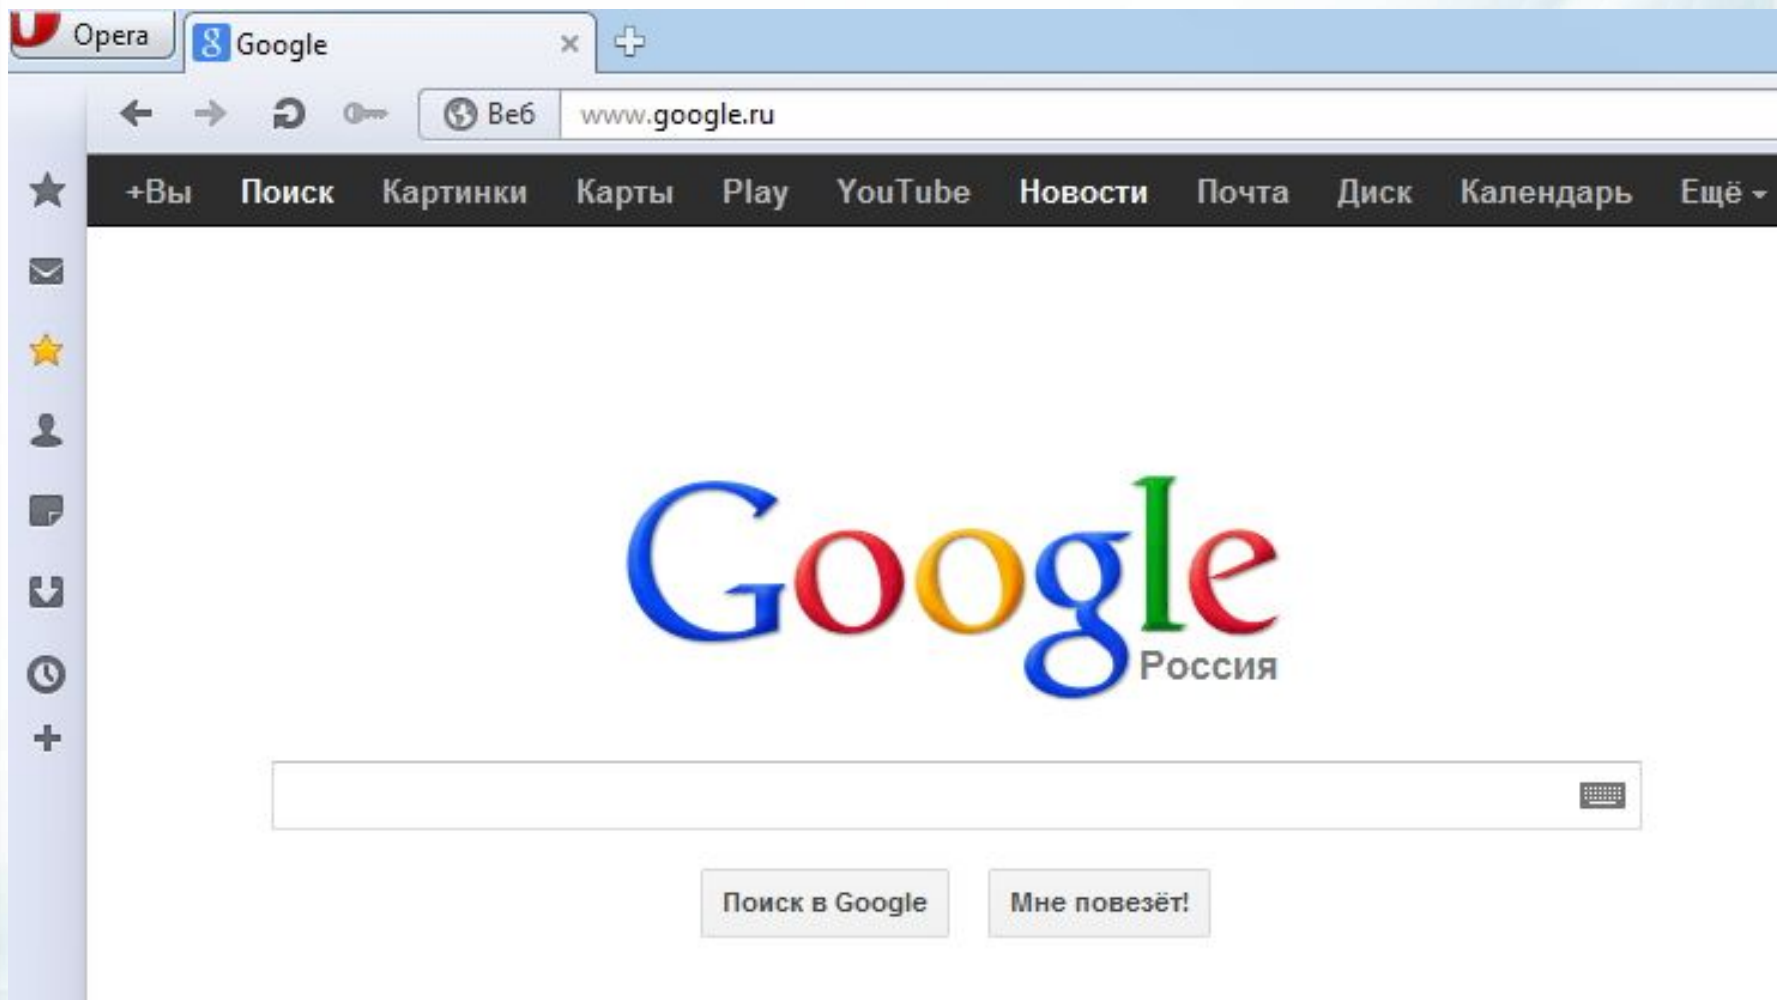 Opera
Google
Веб www.google.ru
+Вы Поиск Картинки Карты Play YouTube Новости Почта Диск Календарь Ещё
Google
Россия
Поиск в Google Мне повезёт!